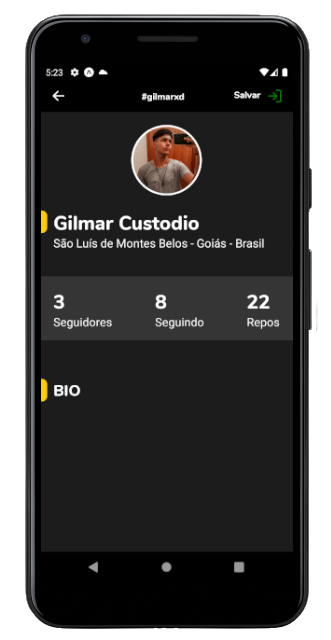 5:23
#gilmarxd
Salvar
Gilmar Custodio
São Luís de Montes Belos - Goiás - Brasil
3 8 22
Seguidores Seguindo Repos
BIO